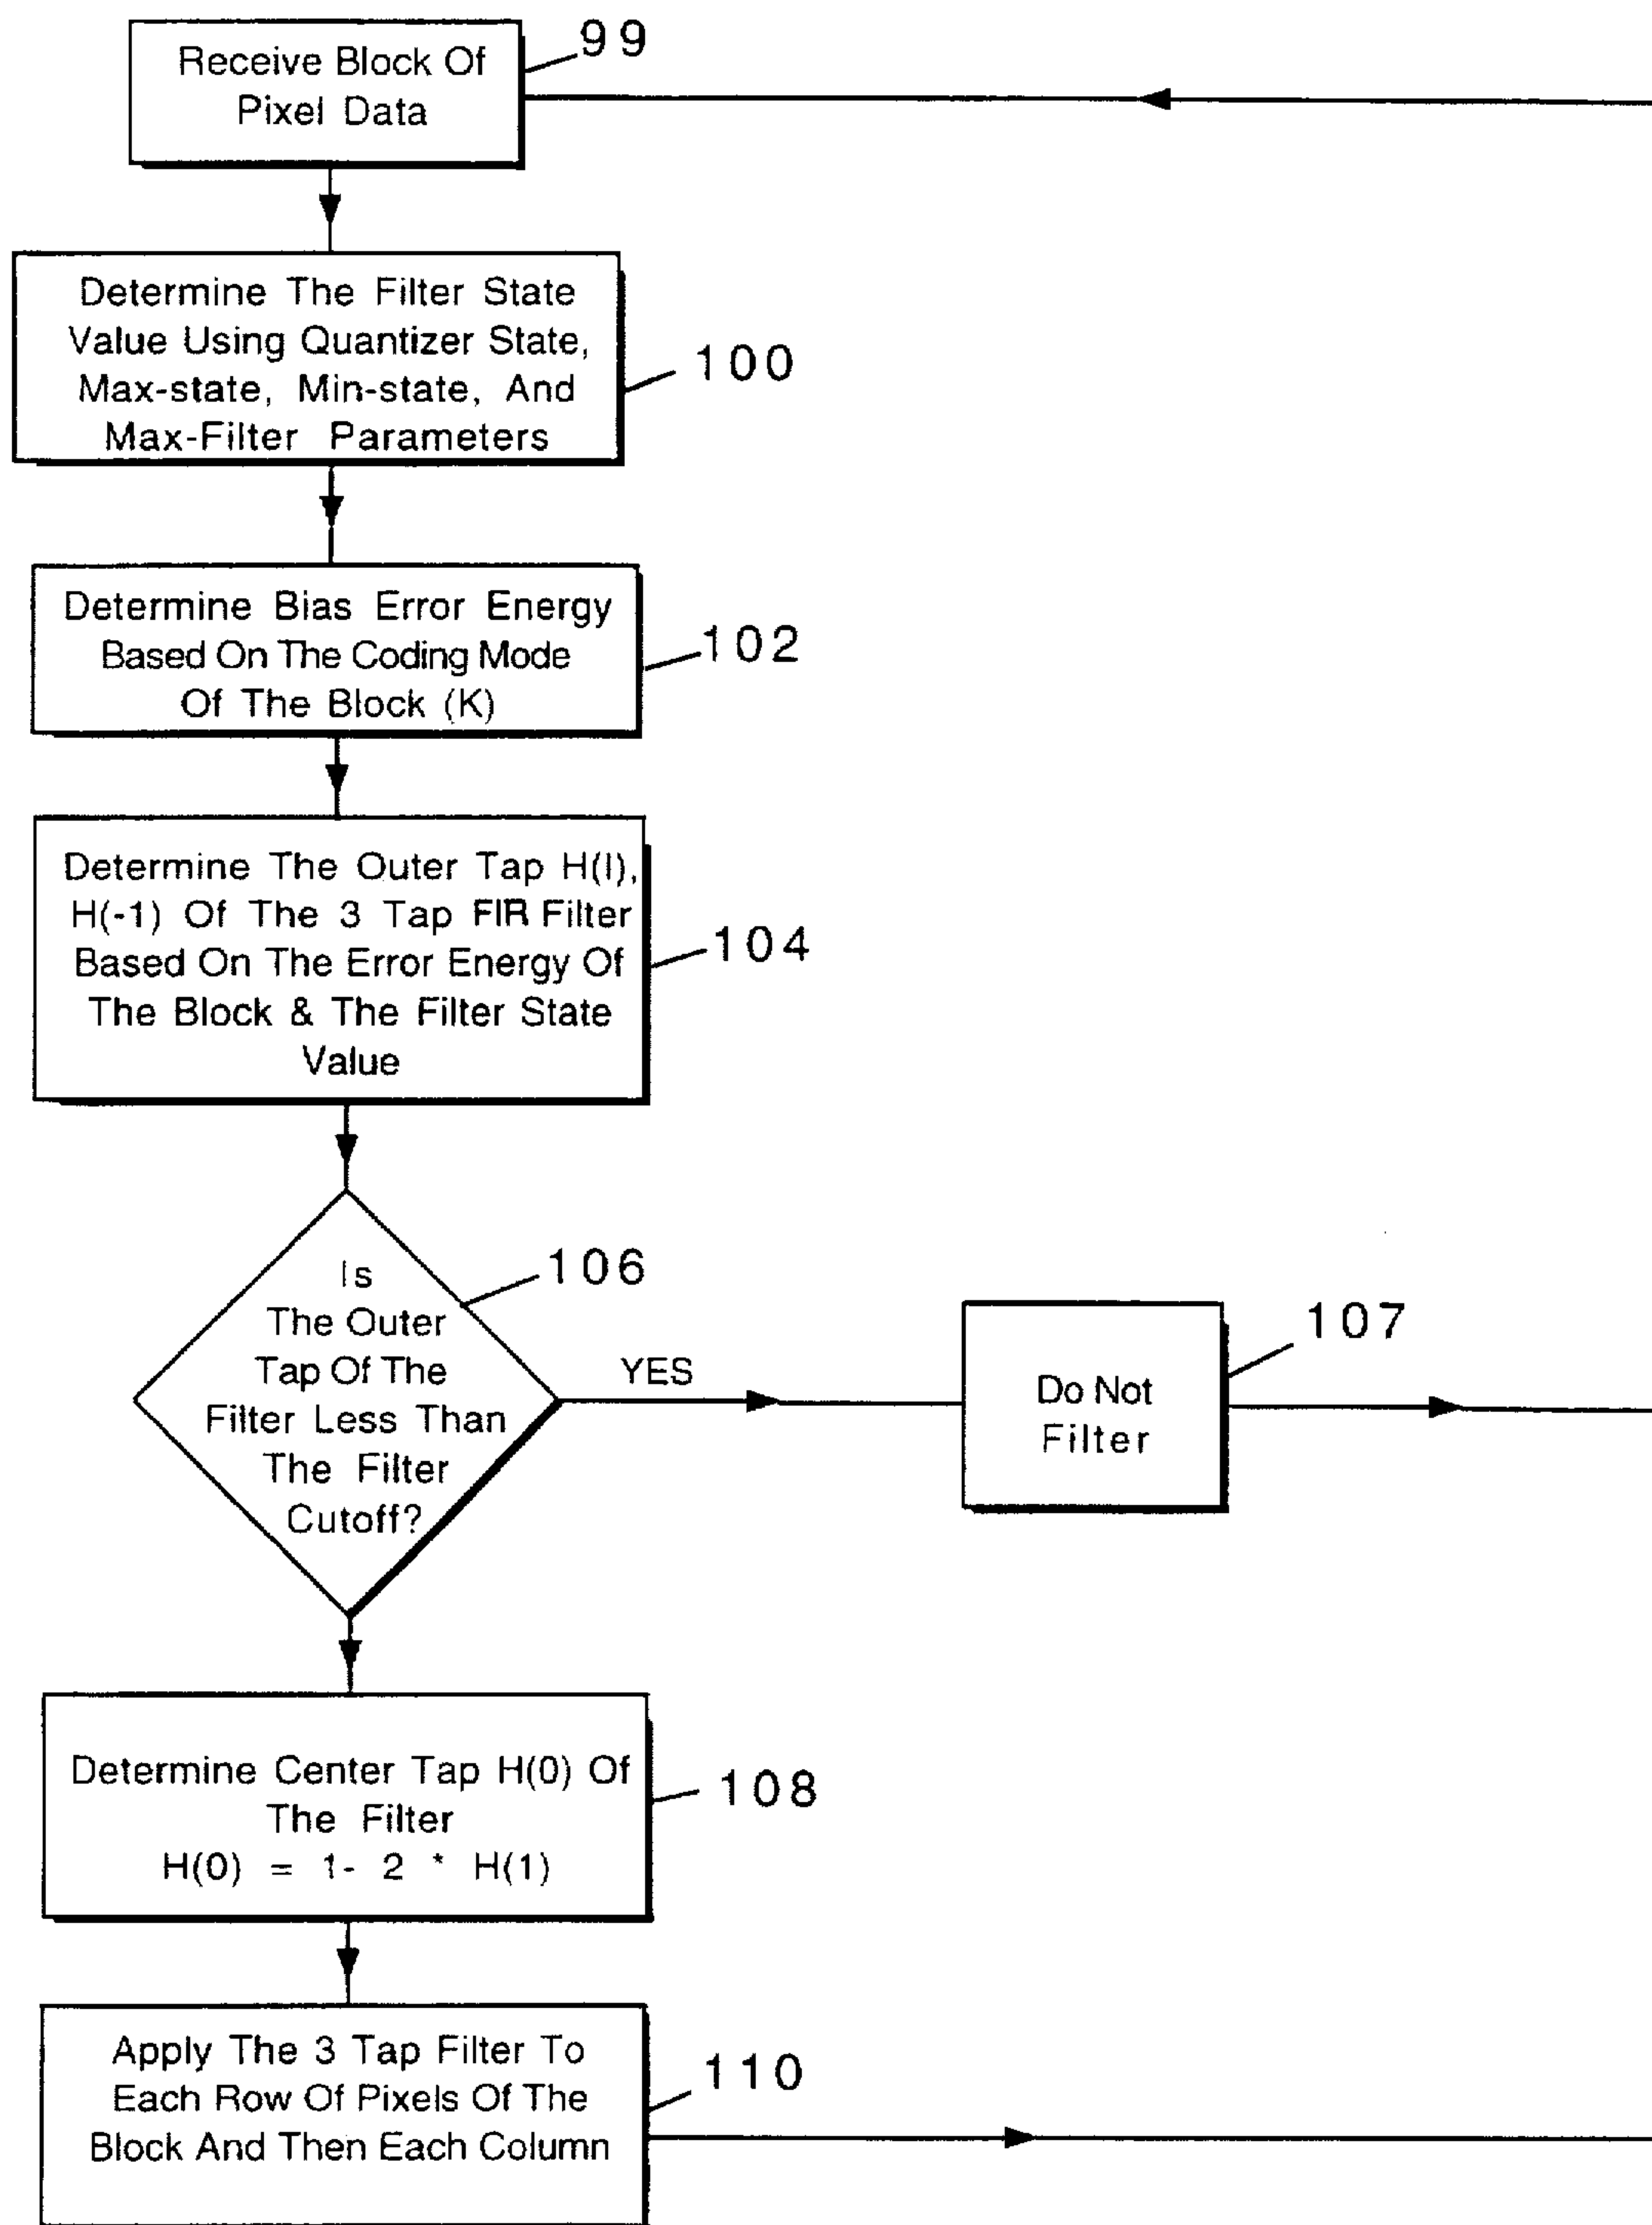 Receive Block Of
Pixel Data
99
Determine The Filter State
Value Using Quantizer State,
Max-state, Min-state, And
Max-Filter Parameters
100
Determine Bias Error Energy
Based On The Coding Mode
Of The Block (K)
102
Determine The Outer Tap H(l),
H(-1) Of The 3 Tap FIR Filter
Based On The Error Energy Of
The Block & The Filter State
Value
104
Is
The Outer
Tap Of The
Filter Less Than
The Filter
Cutoff?
106
YES
Do Not
Filter
107
Determine Center Tap H(0) Of
The Filter
H(0) = 1- 2 * H(1)
108
Apply The 3 Tap Filter To
Each Row Of Pixels Of The
Block And Then Each Column
110